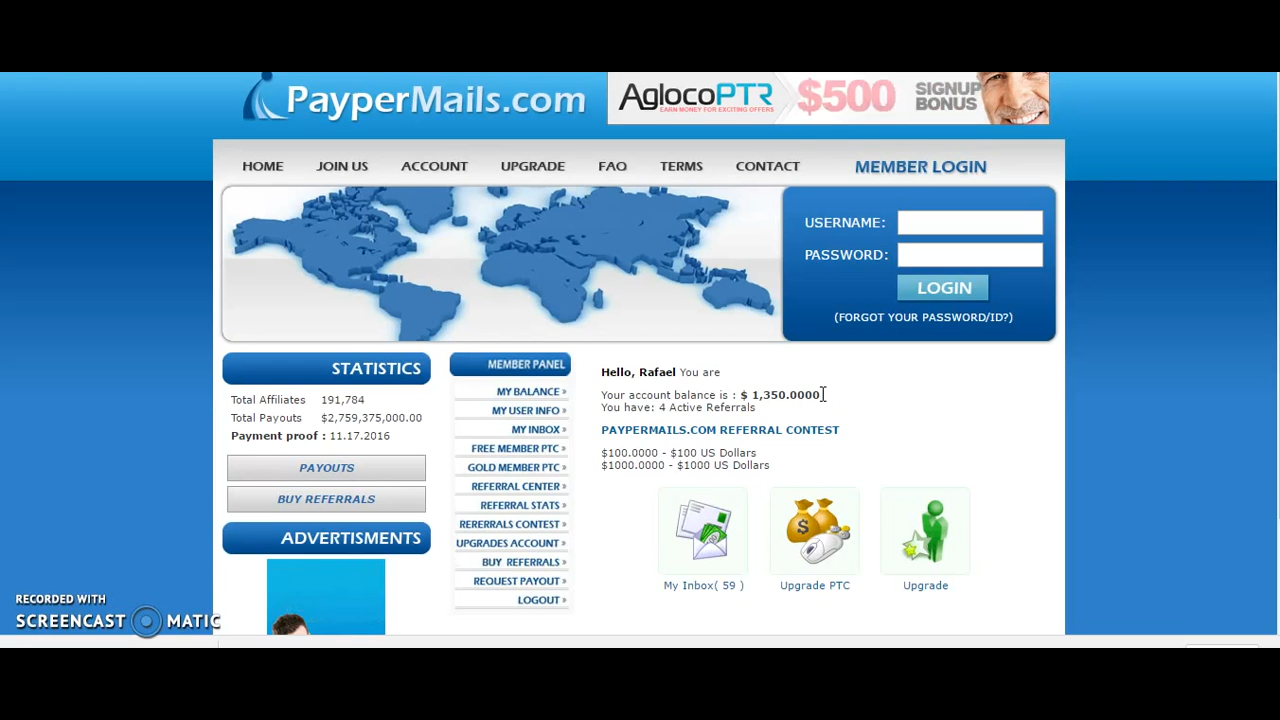 PayperMails.com
AglocoPTR
EARN MONEY FOR EXCITING OFFERS
$500
SIGNUP
BONUS
HOME
JOIN US
ACCOUNT
UPGRADE
FAQ
TERMS
CONTACT
MEMBER LOGIN
USERNAME:
PASSWORD:
LOGIN
(FORGOT YOUR PASSWORD/ID?)
STATISTICS
Total Affiliates 191,784
Total Payouts $2,759,375,000.00
Payment proof : 11.17.2016
PAYOUTS
BUY REFERRALS
ADVERTISMENTS
MEMBER PANEL
MY BALANCE »
MY USER INFO »
MY INBOX »
FREE MEMBER PTC »
GOLD MEMBER PTC »
REFERRAL CENTER »
REFERRAL STATS »
RERERRALS CONTEST »
UPGRADES ACCOUNT »
BUY REFERRALS »
REQUEST PAYOUT »
LOGOUT »
Hello, Rafael You are
Your account balance is : $ 1,350.0000
You have: 4 Active Referrals
PAYPERMAILS.COM REFERRAL CONTEST
$100.0000 - $100 US Dollars
$1000.0000 - $1000 US Dollars
My Inbox( 59 )
Upgrade PTC
Upgrade
RECORDED WITH
SCREENCAST MATIC